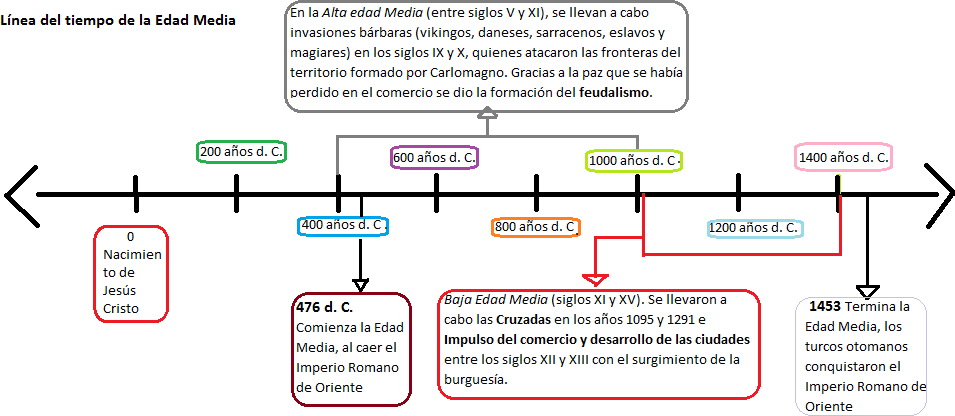 Línea del tiempo de la Edad Media
En la Alta edad Media (entre siglos V y XI), se llevan a cabo
invasiones bárbaras (vikingos, daneses, sarracenos, eslavos y
magiares) en los siglos IX y X, quienes atacaron las fronteras del
territorio formado por Carlomagno. Gracias a la paz que se había
perdido en el comercio se dio la formación del feudalismo.
200 años d. C.
600 años d. C.
1000 años d. C.
1400 años d. C.
400 años d. C.
800 años d. C.
1200 años d. C.
0
Nacimien
to de
Jesús
Cristo
476 d. C.
Comienza la Edad
Media, al caer el
Imperio Romano
de Oriente
Baja Edad Media (siglos XI y XV). Se llevaron a
cabo las Cruzadas en los años 1095 y 1291 e
Impulso del comercio y desarrollo de las ciudades
entre los siglos XII y XIII con el surgimiento de la
burguesía.
1453 Termina la
Edad Media, los
turcos otomanos
conquistaron el
Imperio Romano de
Oriente